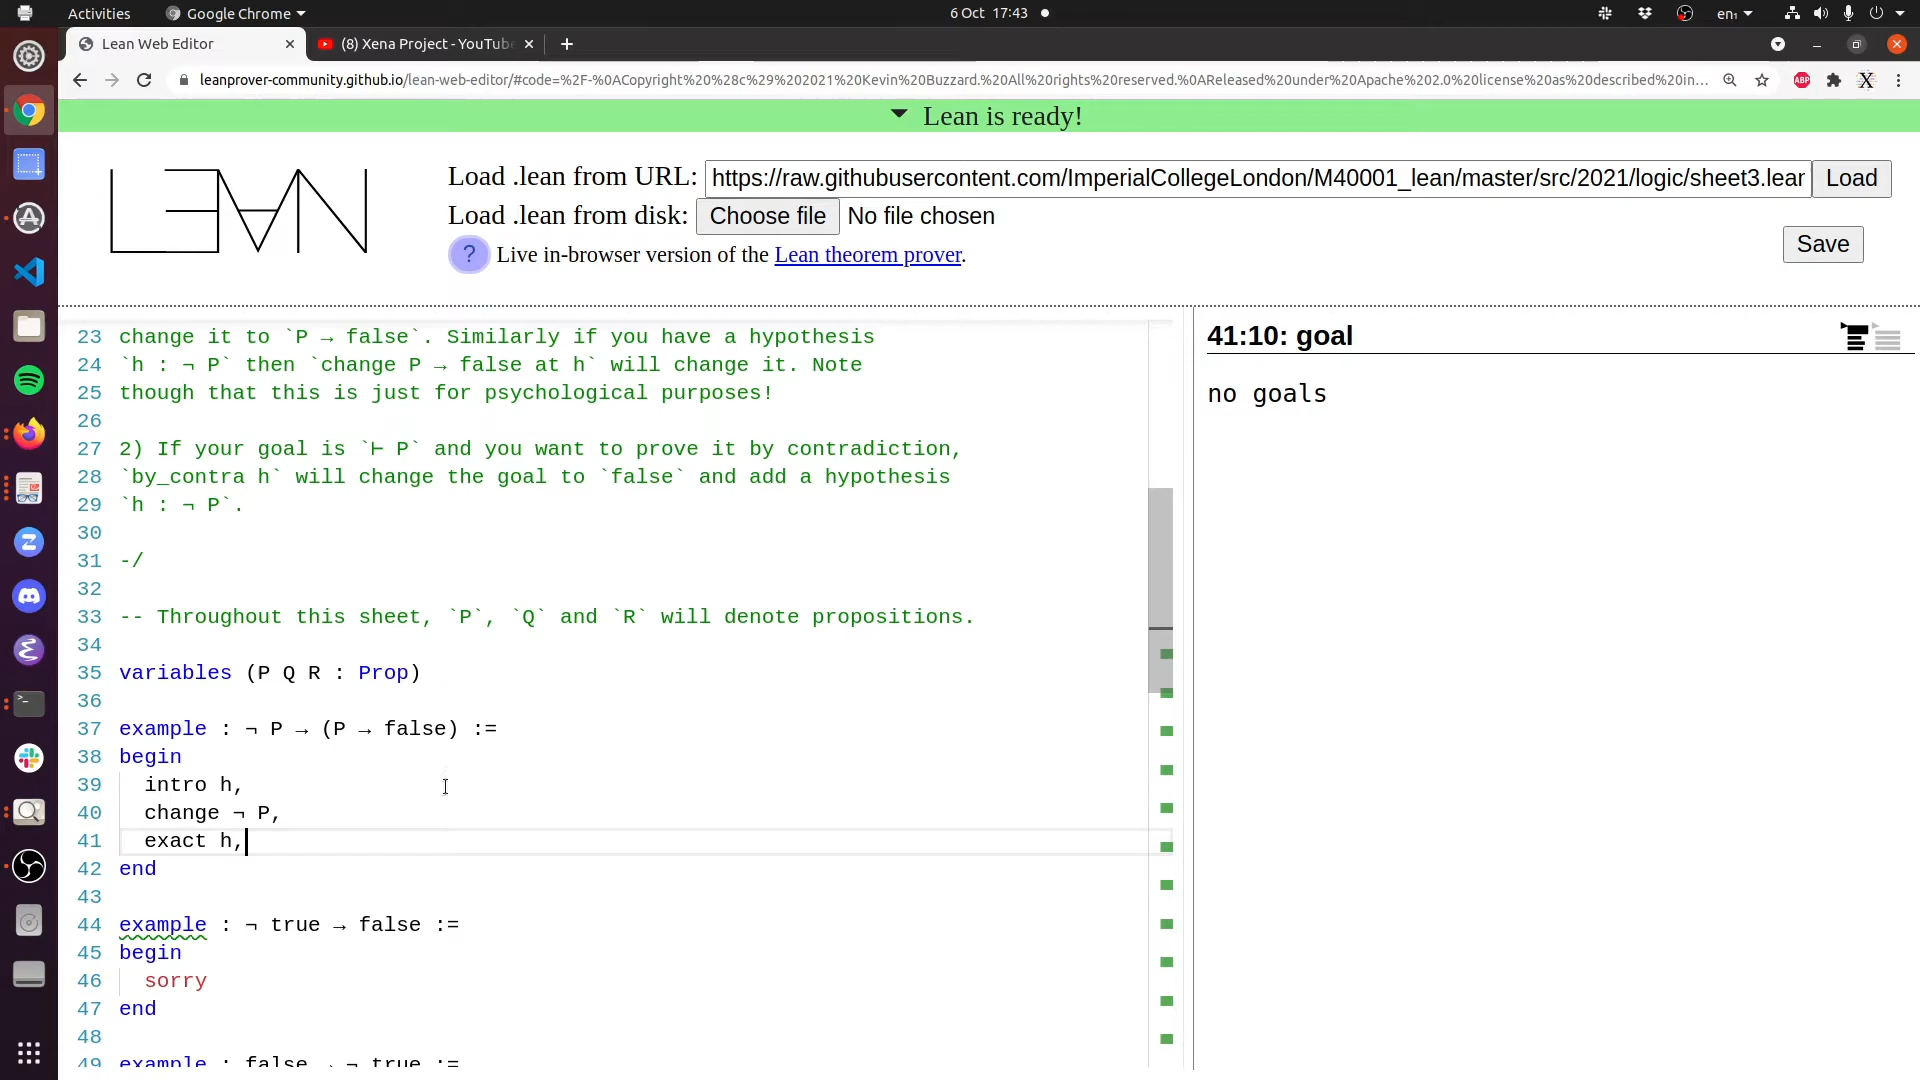 Activities
Google Chrome
6 Oct 17:43
en₁
Lean Web Editor
(8) Xena Project - YouTube
leanprover-community.github.io/lean-web-editor/#code=%2F-%0ACopyright%20%28c%29%202021%20Kevin%20Buzzard.%20All%20rights%20reserved.%0AReleased%20under%20Apache%202.0%20license%20as%20described%20in...
ABP
X
Lean is ready!
LEAN
Load .lean from URL:
https://raw.githubusercontent.com/ImperialCollegeLondon/M40001_lean/master/src/2021/logic/sheet3.lean
Load
Load .lean from disk:
Choose file
No file chosen
? Live in-browser version of the Lean theorem prover.
Save
23 change it to `P → false`. Similarly if you have a hypothesis
24 `h : ¬ P` then `change P → false at h` will change it. Note
25 though that this is just for psychological purposes!
26
27 2) If your goal is `⊢ P` and you want to prove it by contradiction,
28 `by_contra h` will change the goal to `false` and add a hypothesis
29 `h : ¬ P`.
30
31 -/
32
33 -- Throughout this sheet, `P`, `Q` and `R` will denote propositions.
34
35 variables (P Q R : Prop)
36
37 example : ¬ P → (P → false) :=
38 begin
39 intro h,
40 change ¬ P,
41 exact h,
42 end
43
44 example : ¬ true → false :=
45 begin
46 sorry
47 end
48
49 example : false → ¬ true :=
41:10: goal
no goals